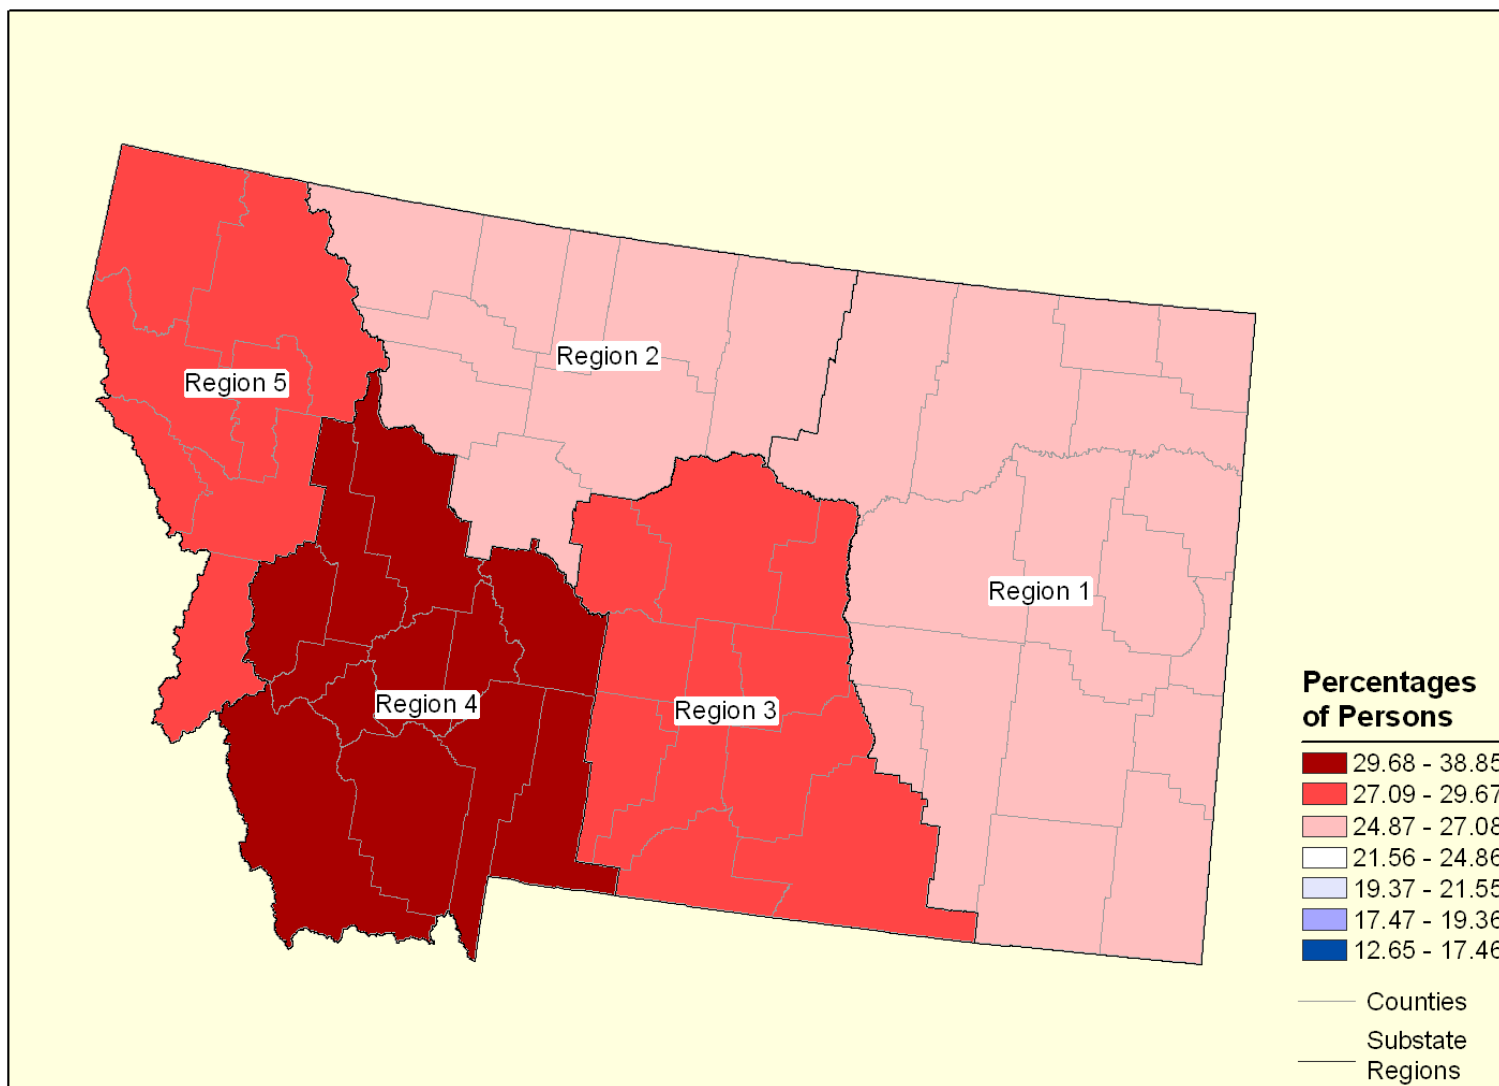 Region 2
Region 5
Region 1
Region 4
Region 3
Percentages
of Persons
29.68 - 38.85
27.09 - 29.67
24.87 - 27.08
21.56 - 24.86
19.37 - 21.55
17.47 - 19.36
12.65 - 17.46
Counties
Substate
Regions